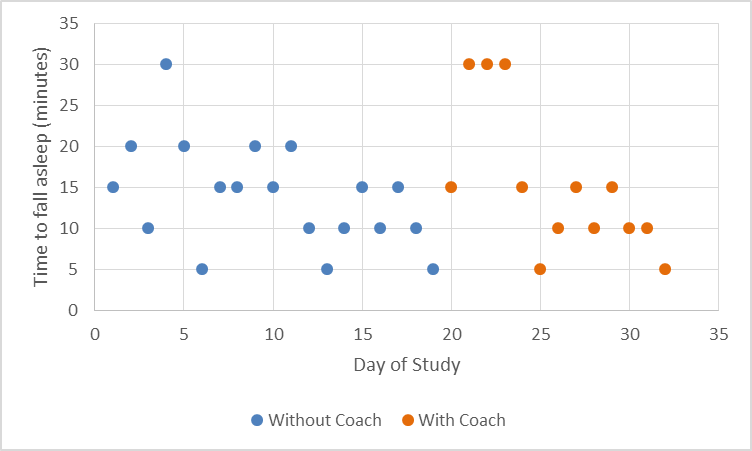 35
30
25
20
15
10
5
0
Time to fall asleep (minutes)
0 5 10 15 20 25 30 35
Day of Study
Without Coach With Coach